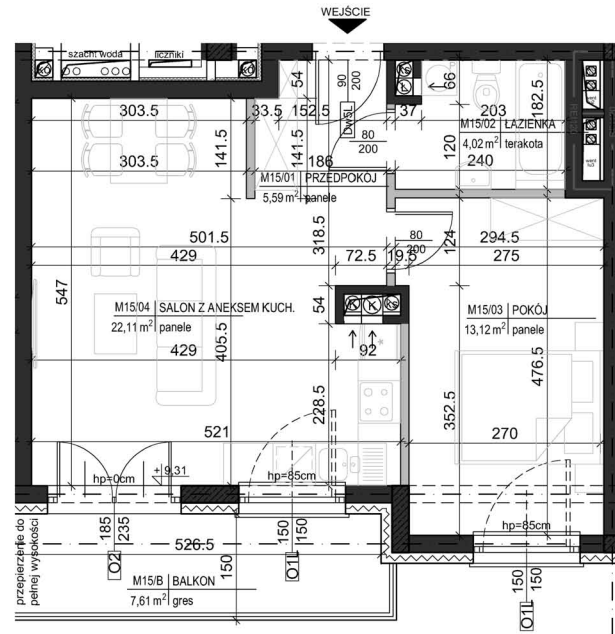 WEJŚCIE
szacht woda
liczniki
54
90
200
Ks
K
66
182.5
303.5
33.5
152.5
DW5L
37
203
M15/02 ŁAZIENKA
4,02 m² terakota
141.5
141.5
80
200
120
303.5
186
240
M15/01 PRZEDPOKÓJ
5,59 m² panele
501.5
318.5
80
200
124
294.5
429
72.5
19.5
275
547
M15/04 SALON Z ANEKSEM KUCH.
22,11 m² panele
54
K
K
ks
M15/03 POKÓJ
13,12 m² panele
405.5
429
92
476.5
228.5
352.5
521
270
hp=0cm
+ 9,31
hp=85cm
hp=85cm
przepierzenie do
pełnej wysokości
185
235
O2
526.5
150
150
150
O1L
M15/B BALKON
7,61 m² gres
150
150
O1L